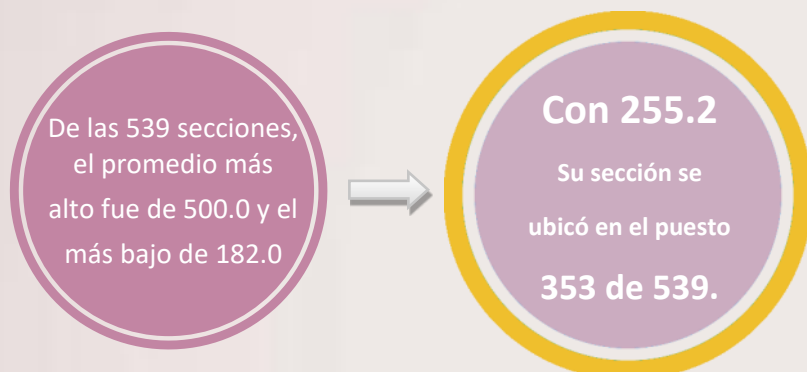 De las 539 secciones,
el promedio más
alto fue de 500.0 y el
más bajo de 182.0
Con 255.2
Su sección se
ubicó en el puesto
353 de 539.